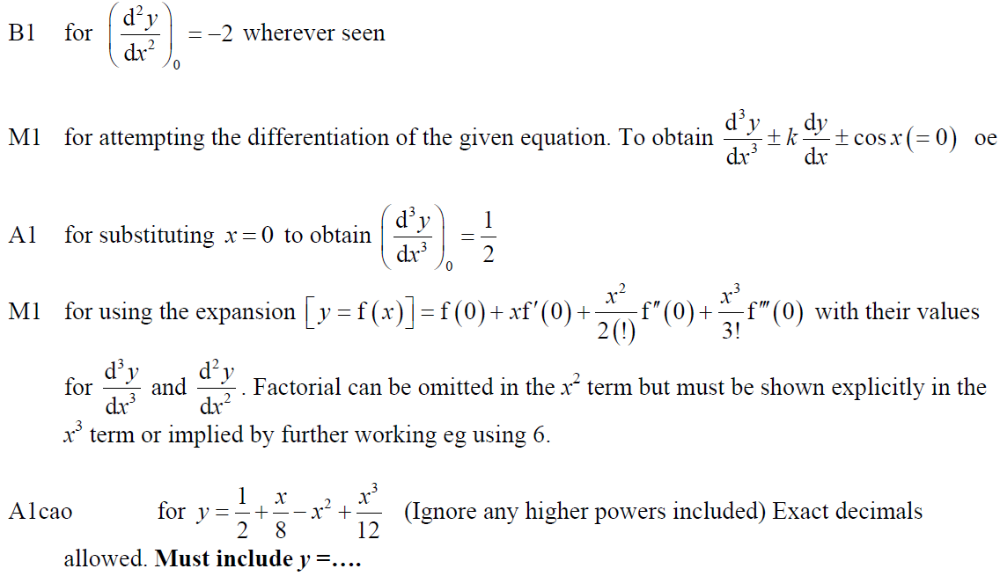 B1 for $\left(\frac{d^2y}{dx^2}\right)_0 = -2$ wherever seen
M1 for attempting the differentiation of the given equation. To obtain $\frac{d^3y}{dx^3} \pm k\frac{dy}{dx} \pm \cos x (= 0)$ oe
A1 for substituting $x = 0$ to obtain $\left(\frac{d^3y}{dx^3}\right)_0 = \frac{1}{2}$
M1 for using the expansion $\left[y = f(x)\right] = f(0) + xf'(0) + \frac{x^2}{2(!)}f''(0) + \frac{x^3}{3!}f'''(0)$ with their values
for $\frac{d^3y}{dx^3}$ and $\frac{d^2y}{dx^2}$ . Factorial can be omitted in the $x^2$ term but must be shown explicitly in the
$x^3$ term or implied by further working eg using 6.
A1cao for $y = \frac{1}{2} + \frac{x}{8} - x^2 + \frac{x^3}{12}$ (Ignore any higher powers included) Exact decimals
allowed. Must include y =....